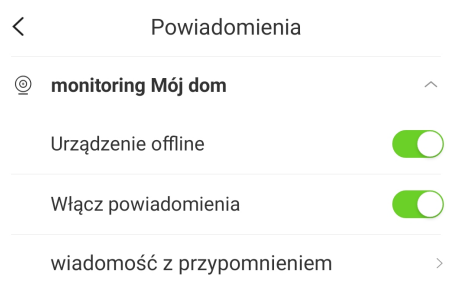 Powiadomienia
monitoring Mój dom
Urządzenie offline
Włącz powiadomienia
wiadomość z przypomnieniem